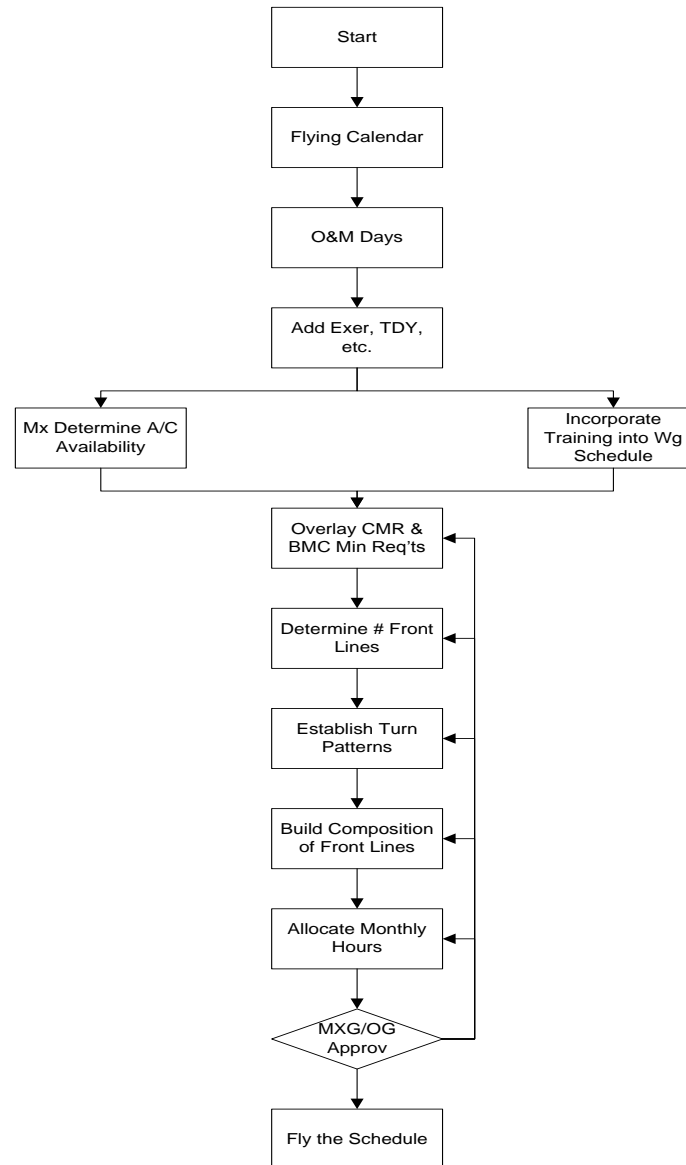 Start
Flying Calendar
O&M Days
Add Exer, TDY,
etc.
Mx Determine A/C
Availability
Incorporate
Training into Wg
Schedule
Overlay CMR &
BMC Min Req'ts
Determine # Front
Lines
Establish Turn
Patterns
Build Composition
of Front Lines
Allocate Monthly
Hours
MXG/OG
Approv
Fly the Schedule